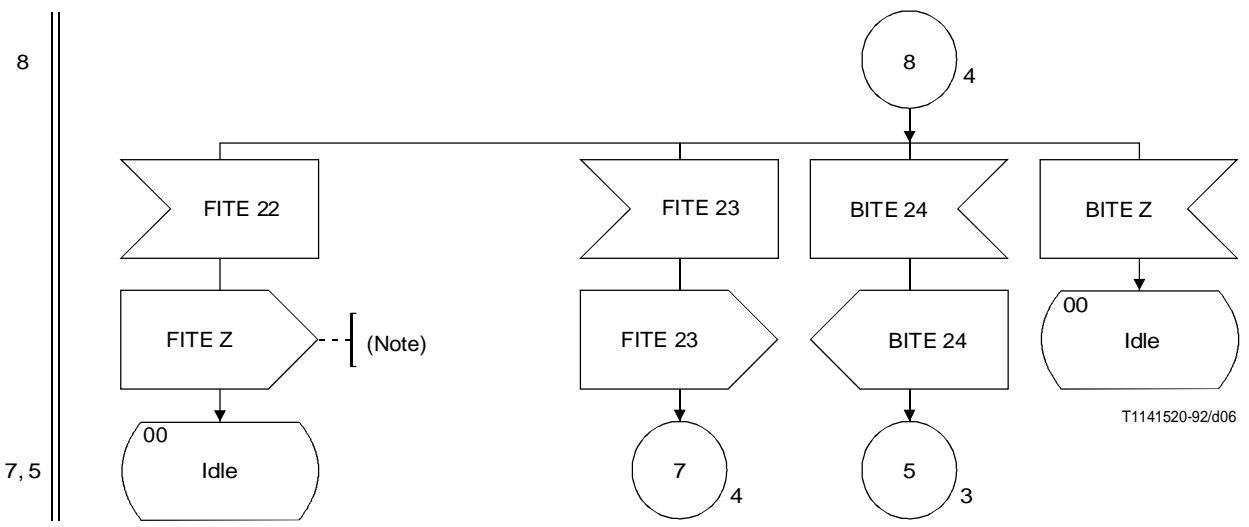 8
8
4
FITE 22
FITE 23
BITE 24
BITE Z
FITE Z
(Note)
FITE 23
BITE 24
00
Idle
T1141520-92/d06
7, 5
00
Idle
7
4
5
3